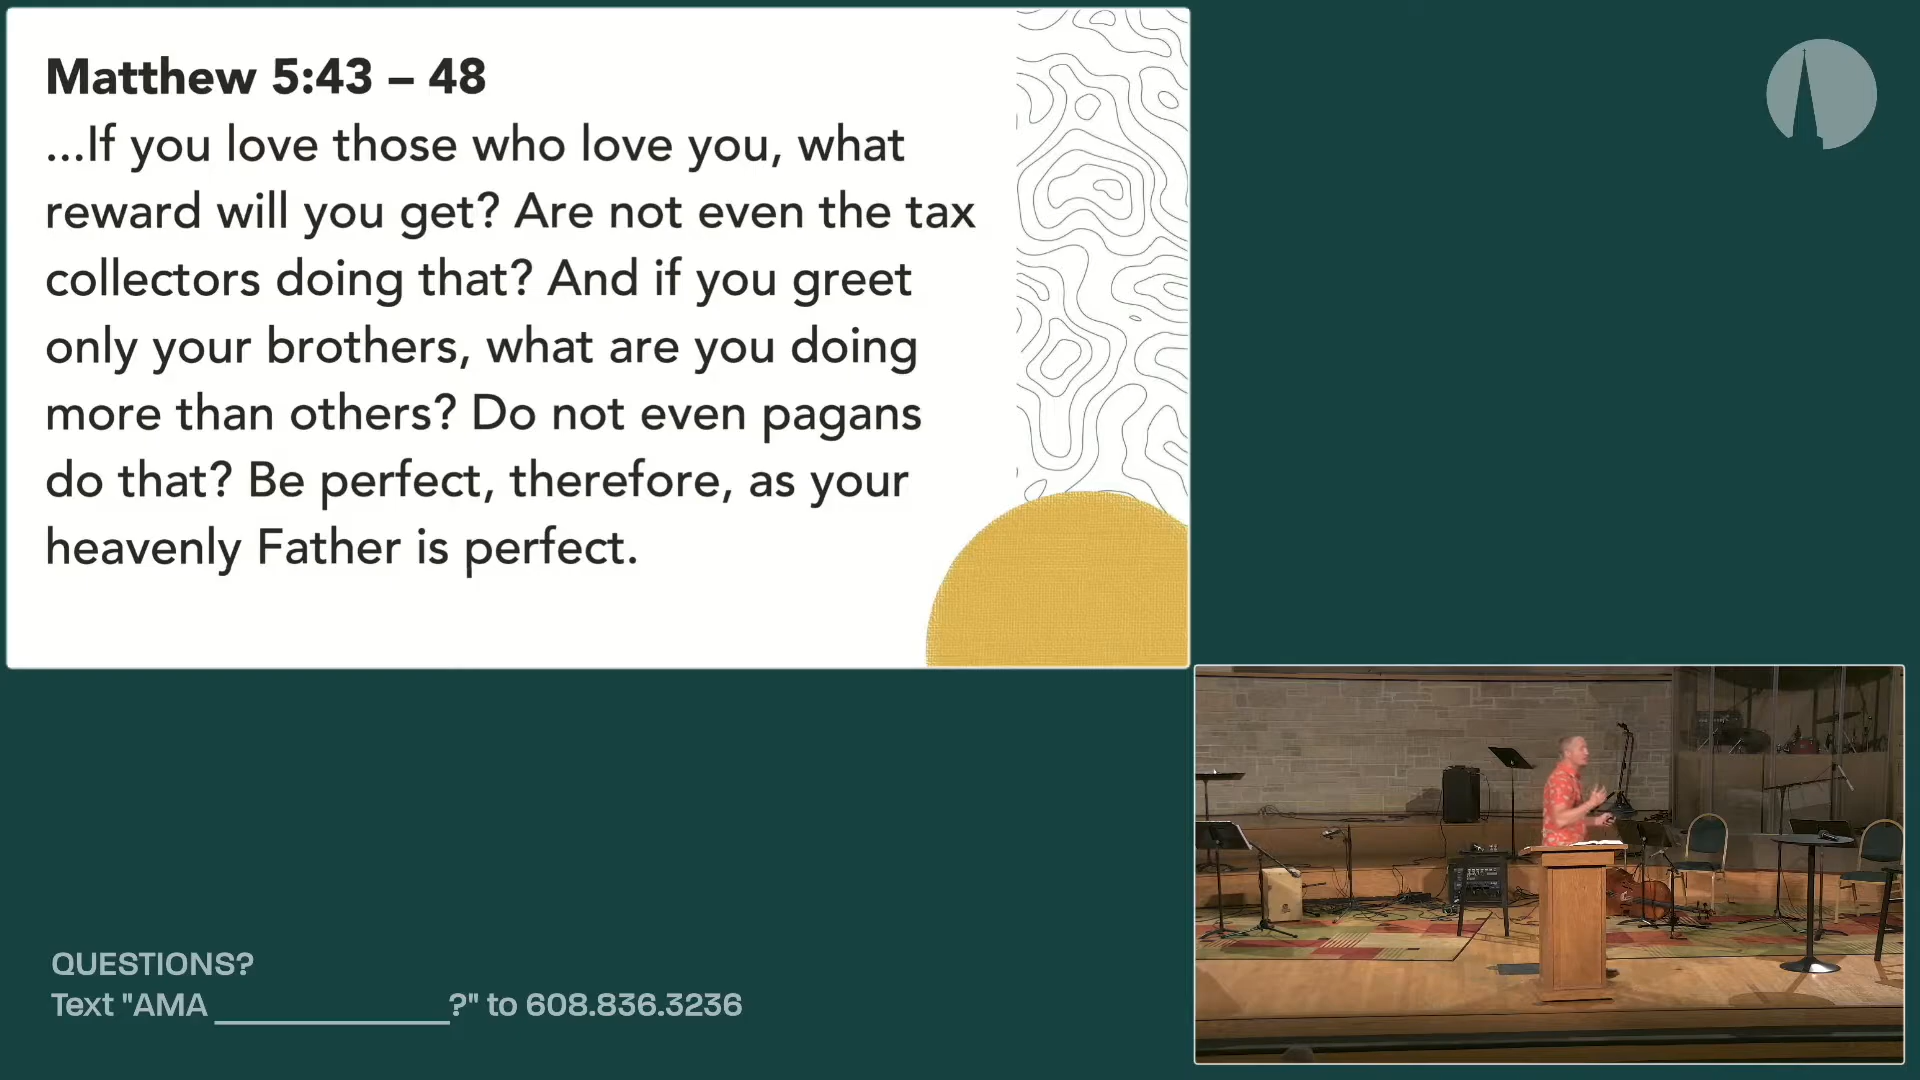 Matthew 5:43 – 48
...If you love those who love you, what
reward will you get? Are not even the tax
collectors doing that? And if you greet
only your brothers, what are you doing
more than others? Do not even pagans
do that? Be perfect, therefore, as your
heavenly Father is perfect.
QUESTIONS?
Text "AMA ______________?" to 608.836.3236